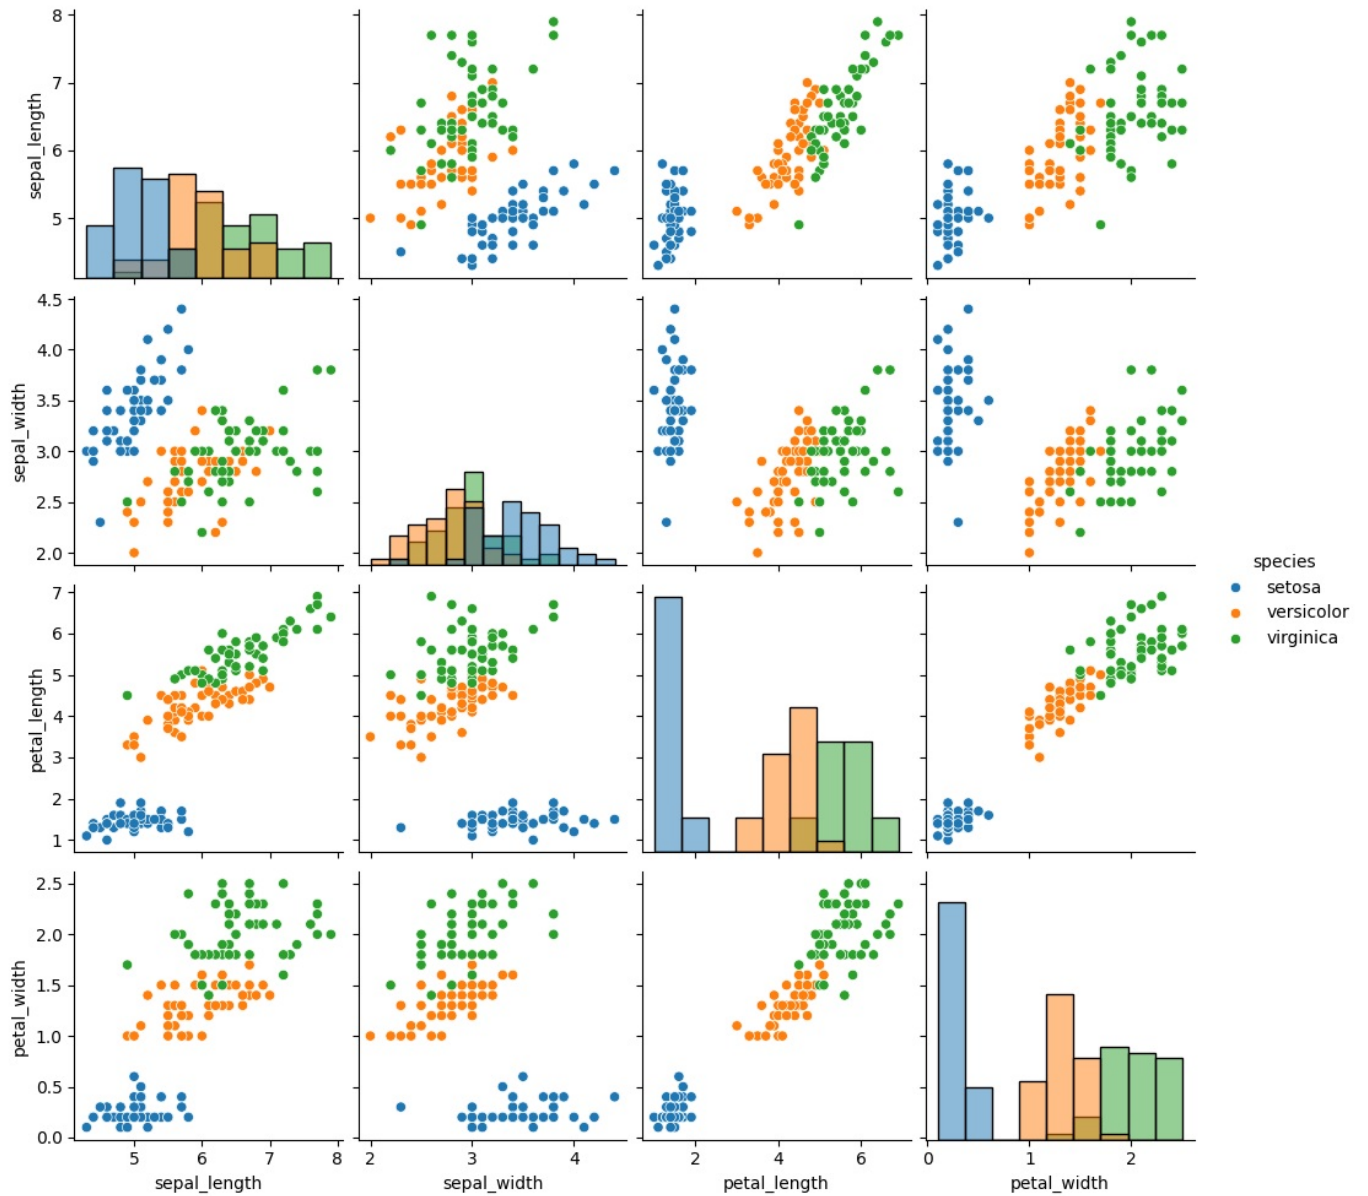 8
7
6
5
sepal_length
4.5
4.0
3.5
3.0
2.5
2.0
sepal_width
species
setosa
versicolor
virginica
7
6
5
4
3
2
1
petal_length
2.5
2.0
1.5
1.0
0.5
0.0
petal_width
5 6 7 8
sepal_length
2 3 4
sepal_width
2 4 6
petal_length
0 1 2
petal_width